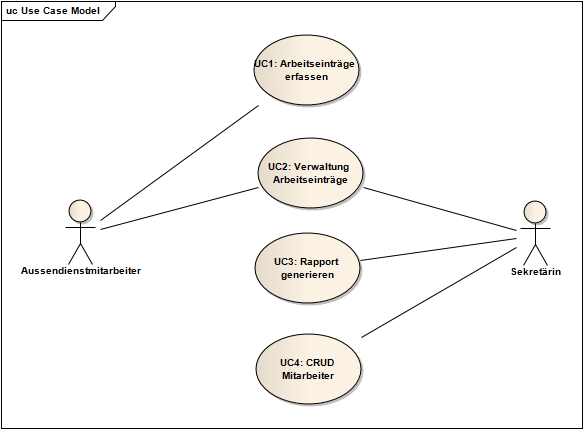 uc Use Case Model
UC1: Arbeitseinträge
erfassen
UC2: Verwaltung
Arbeitseinträge
Aussendienstmitarbeiter
UC3: Rapport
generieren
Sekretärin
UC4: CRUD
Mitarbeiter